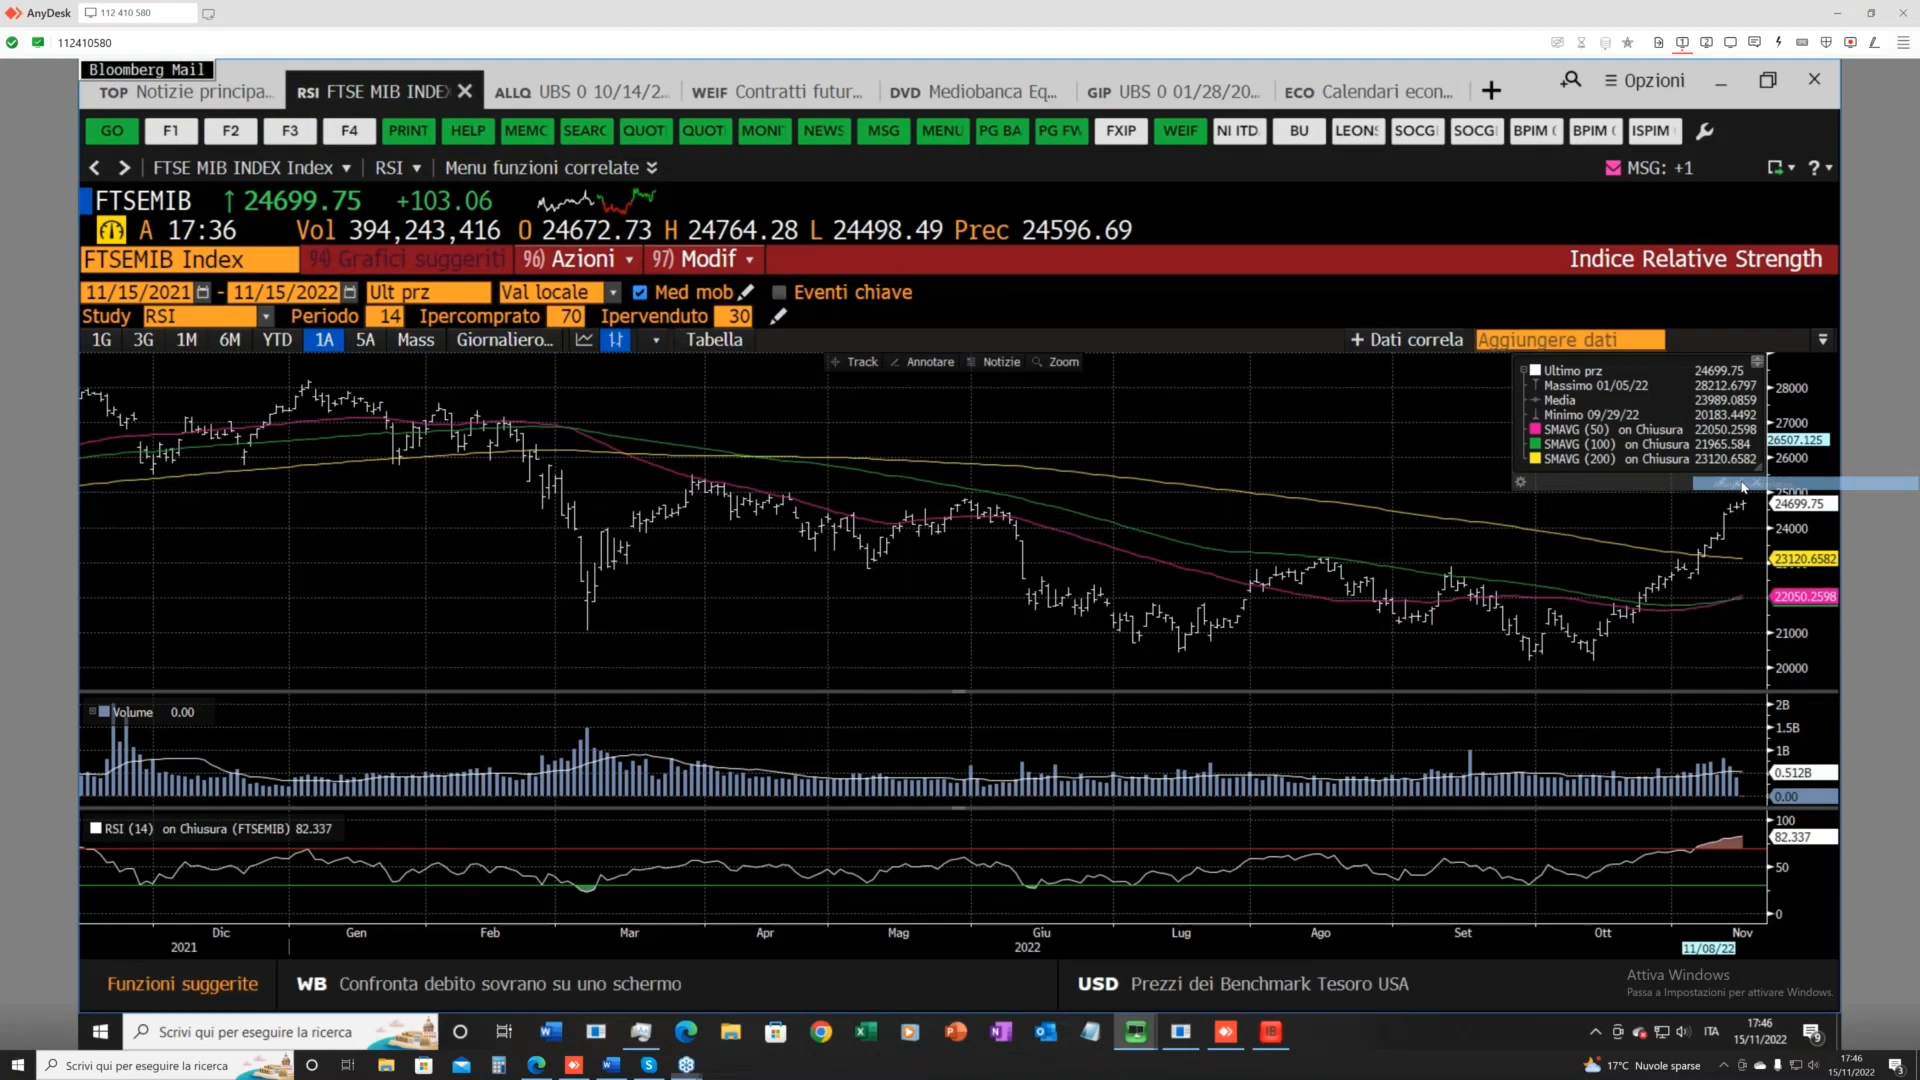 AnyDesk 112 410 580
112410580
Bloomberg Mail
TOP Notizie principa... RSI FTSE MIB INDEX ALLQ UBS 0 10/14/2... WEIF Contratti futur... DVD Mediobanca Eq... GIP UBS 0 01/28/20... ECO Calendari econ... Opzioni
GO F1 F2 F3 F4 PRINT HELP MEMC SEARC QUOT QUOT MONI NEWS MSG MENU PG BA PG FW FXIP WEIF NI ITD BU LEONS SOCG SOCG BPIM ( BPIM ( ISPIM
FTSE MIB INDEX Index RSI Menu funzioni correlate MSG: +1 ?
FTSEMIB ↑ 24699.75 +103.06
A 17:36 Vol 394,243,416 O 24672.73 H 24764.28 L 24498.49 Prec 24596.69
FTSEMIB Index 94) Grafici suggeriti 96) Azioni 97) Modif Indice Relative Strength
11/15/2021 - 11/15/2022 Ult prz Val locale Med mob Eventi chiave
Study RSI Periodo 14 Ipercomprato 70 Ipervenduto 30
1G 3G 1M 6M YTD 1A 5A Mass Giornaliero... Tabella + Dati correla Aggiungere dati
Track Annotare Notizie Zoom
Ultimo prz 24699.75
Massimo 01/05/22 28212.6797
Media 23989.0859
Minimo 09/29/22 20183.4492
SMAVG (50) on Chiusura 22050.2598
SMAVG (100) on Chiusura 21965.584
SMAVG (200) on Chiusura 23120.6582
28000
27000
26507.125
26000
25000
24699.75
24000
23120.6582
22050.2598
21000
20000
Volume 0.00
2B
1.5B
1B
0.512B
0.00
RSI (14) on Chiusura (FTSEMIB) 82.337
100
82.337
50
0
Dic Gen Feb Mar Apr Mag Giu Lug Ago Set Ott Nov
2021 2022 11/08/22
Funzioni suggerite WB Confronta debito sovrano su uno schermo USD Prezzi dei Benchmark Tesoro USA
Attiva Windows
Passa a Impostazioni per attivare Windows.
Scrivi qui per eseguire la ricerca ITA 17:46
15/11/2022 9
Scrivi qui per eseguire la ricerca 17°C Nuvole sparse 17:46
15/11/2022 3